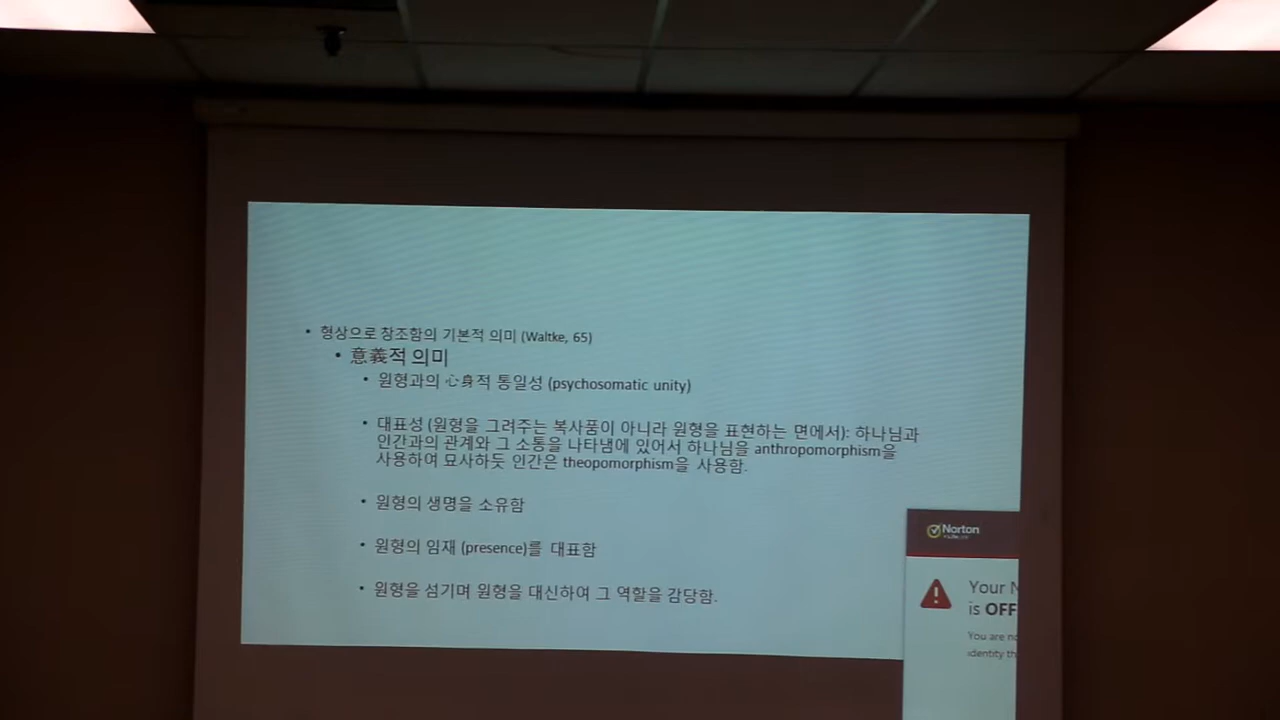 • 형상으로 창조함의 기본적 의미 (Waltke, 65)
• 意義적 의미
• 원형과의 心身적 통일성 (psychosomatic unity)
• 대표성 (원형을 그려주는 복사품이 아니라 원형을 표현하는 면에서): 하나님과
인간과의 관계와 그 소통을 나타냄에 있어서 하나님을 anthropomorphism을
사용하여 묘사하듯 인간은 theopomorphism을 사용함.
• 원형의 생명을 소유함
• 원형의 임재 (presence)를 대표함
• 원형을 섬기며 원형을 대신하여 그 역할을 감당함.
Norton
Your N
is OFF
You are no
identity th